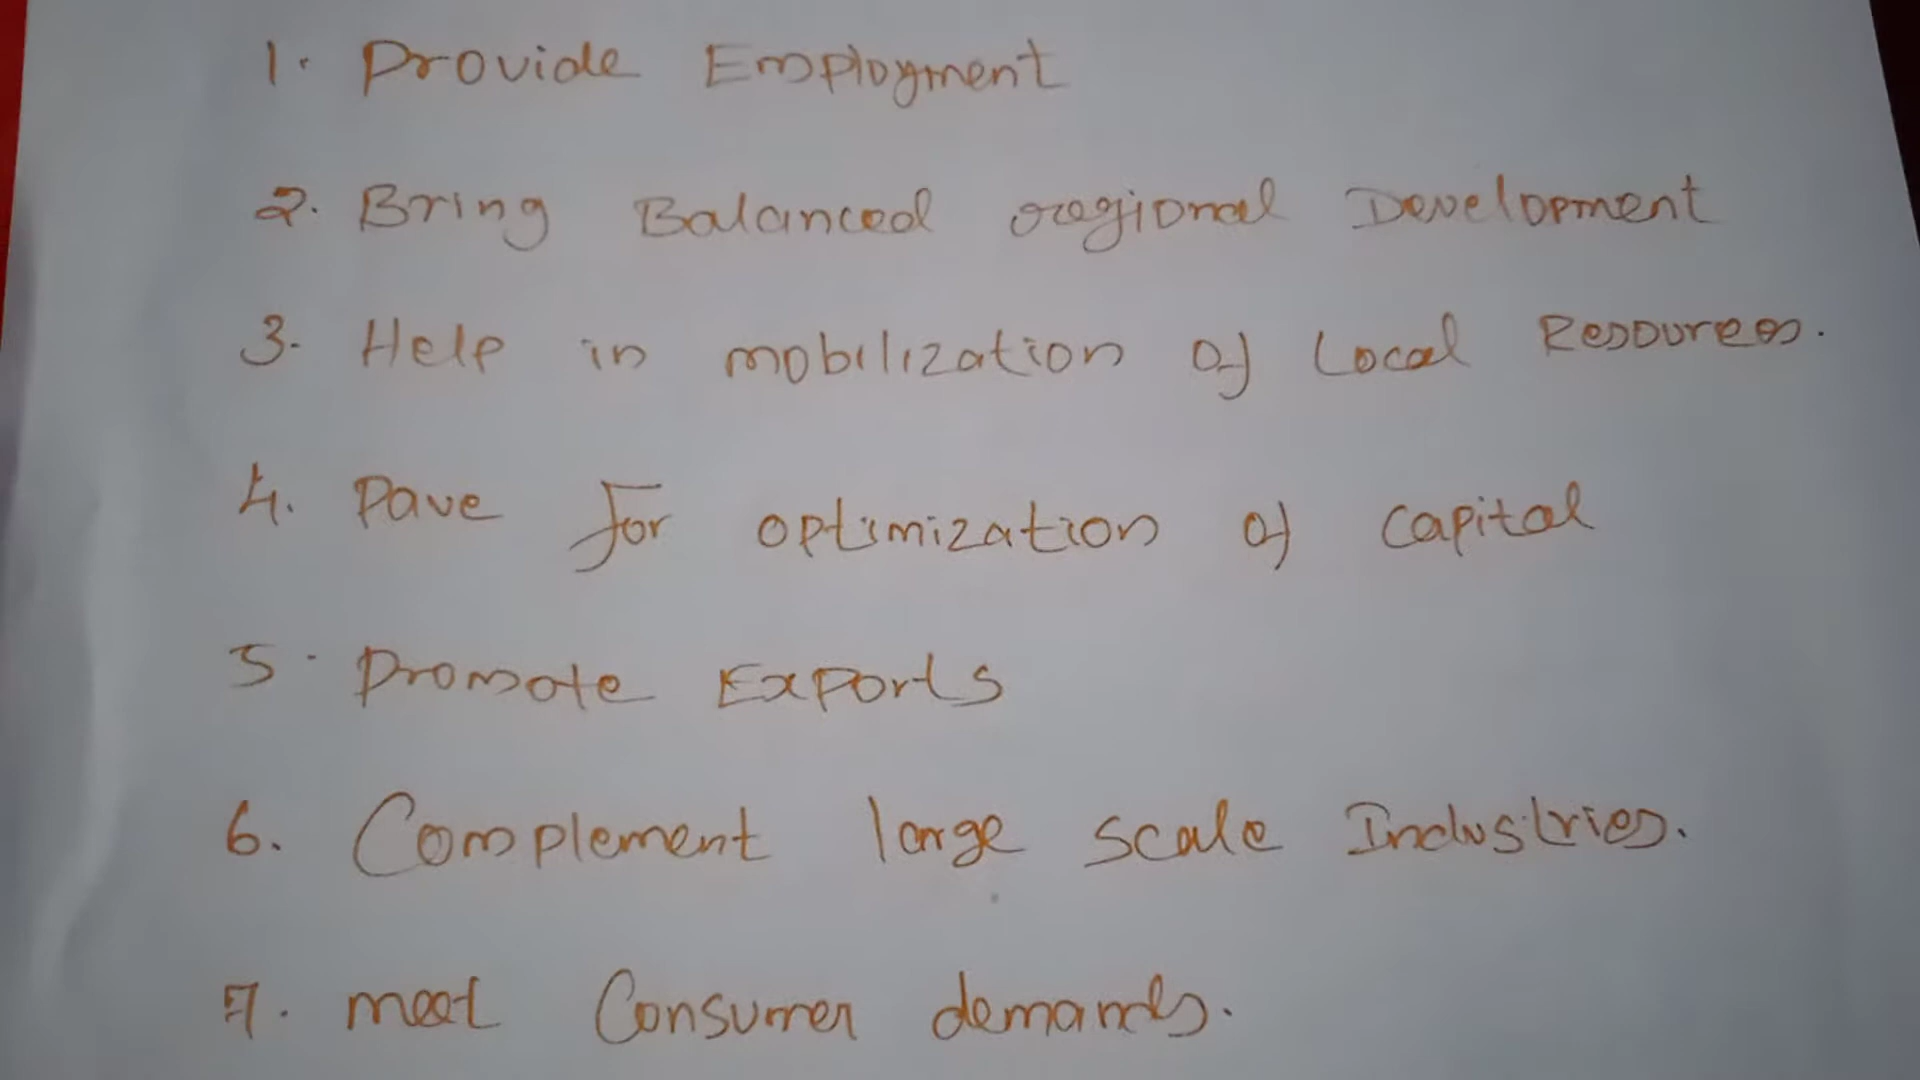 1. Provide Employment
2. Bring Balanced regional Development
3. Help in mobilization of Local Resources.
4. Pave for optimization of capital
5. Promote Exports
6. Complement large scale Industries.
7. meet Consumer demands.